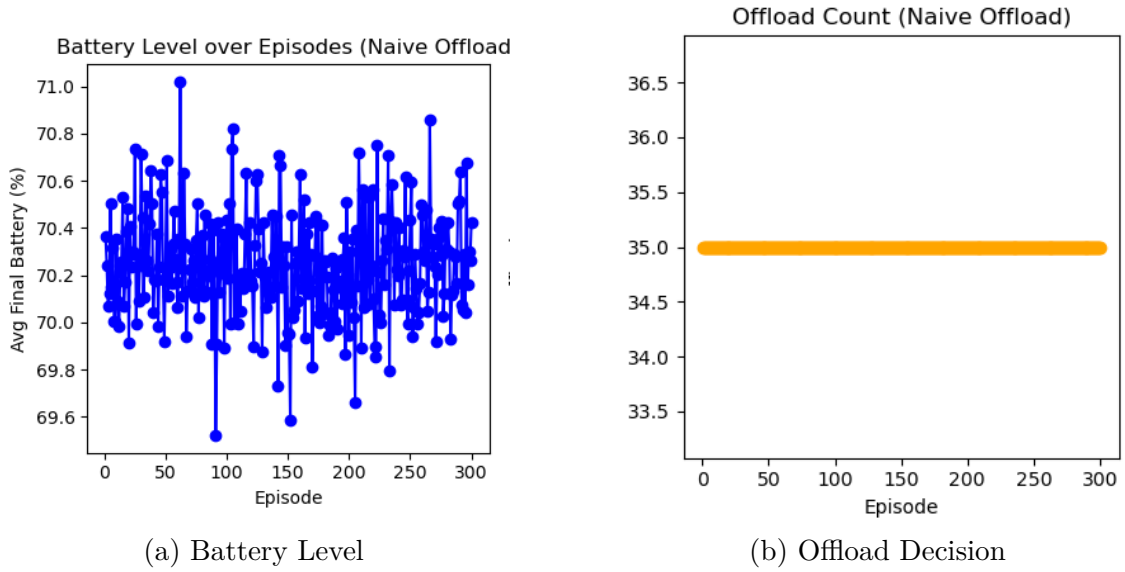 Battery Level over Episodes (Naive Offload
71.0
70.8
70.6
70.4
70.2
70.0
69.8
69.6
Avg Final Battery (%)
0 50 100 150 200 250 300
Episode
(a) Battery Level
Offload Count (Naive Offload)
36.5
36.0
35.5
35.0
34.5
34.0
33.5
0 50 100 150 200 250 300
Episode
(b) Offload Decision